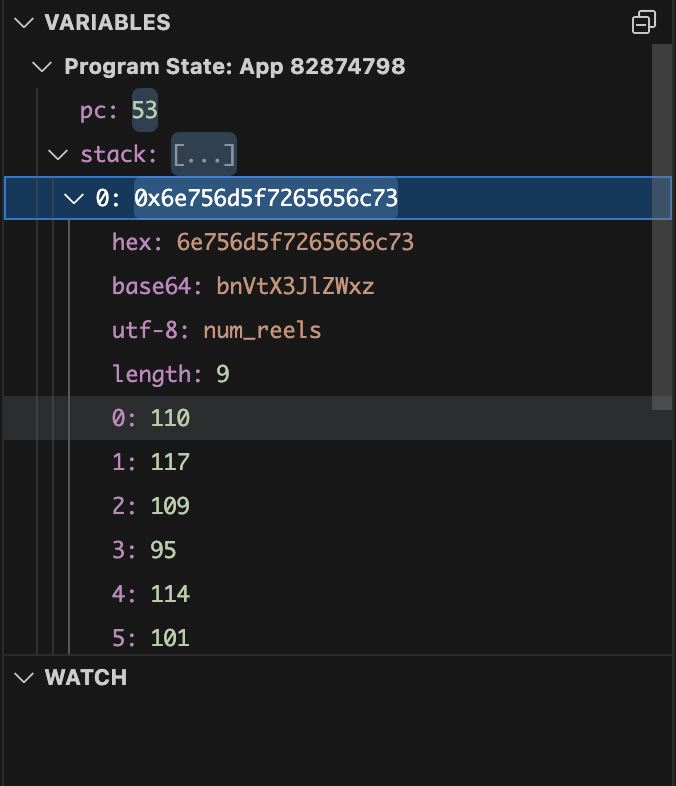 VARIABLES
Program State: App 82874798
pc: 53
stack: [...]
0: 0x6e756d5f7265656c73
hex: 6e756d5f7265656c73
base64: bnVtX3JlZWxz
utf-8: num_reels
length: 9
0: 110
1: 117
2: 109
3: 95
4: 114
5: 101
WATCH